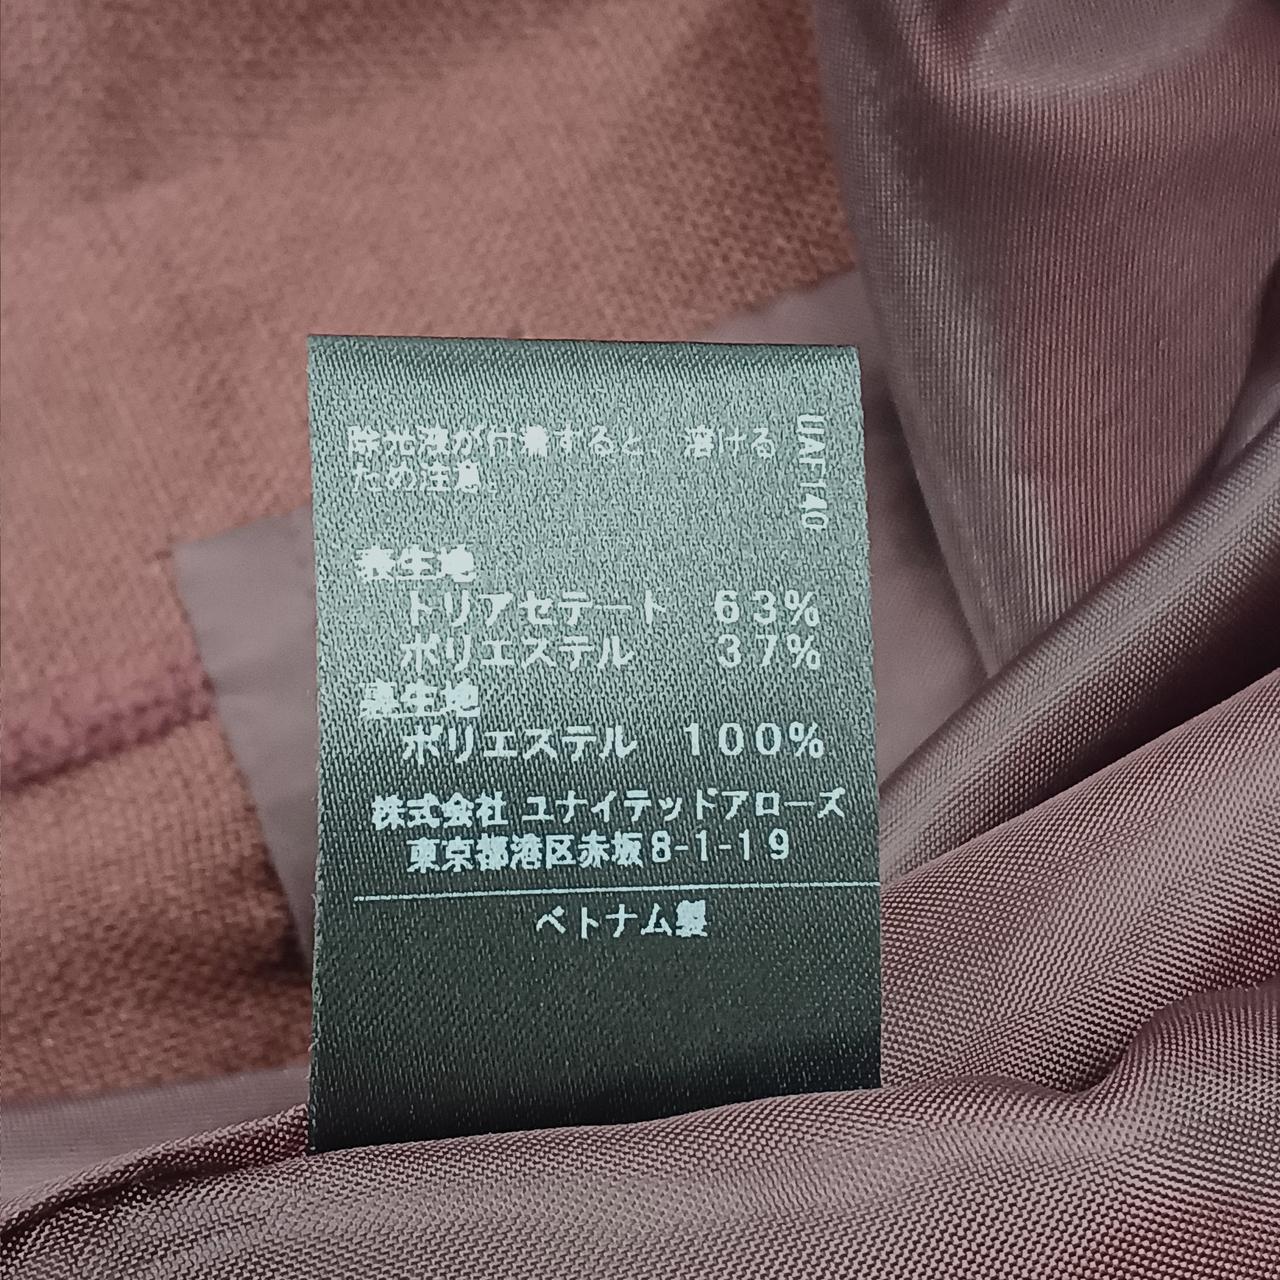 除光液が付着すると、溶ける
ため注意。
UAF140
表生地
トリアセテート 63%
ポリエステル 37%
裏生地
ポリエステル 100%
株式会社 ユナイテッドアローズ
東京都港区赤坂8-1-19
ベトナム製